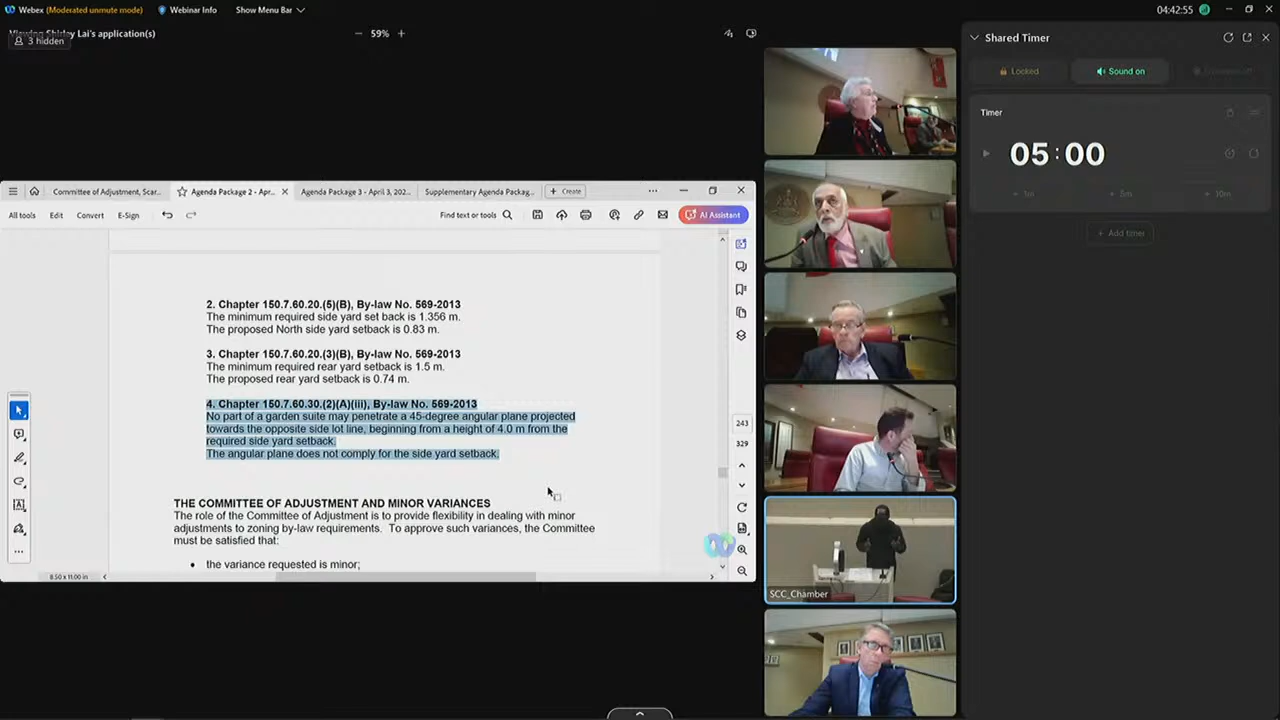 Webex (Moderated unmute mode)
Webinar Info
Show Menu Bar
04:42:55
Viewing Shirley Lai's application(s)
3 hidden
59%
Shared Timer
Locked
Sound on
Timer
05:00
1m
5m
10m
Add timer
Committee of Adjustment, Scar...
Agenda Package 2 - Apr...
Agenda Package 3 - April 3, 202...
Supplementary Agenda Packag...
Create
All tools
Edit
Convert
E-Sign
Find text or tools
AI Assistant
2. Chapter 150.7.60.20.(5)(B), By-law No. 569-2013
The minimum required side yard set back is 1.356 m.
The proposed North side yard setback is 0.83 m.
3. Chapter 150.7.60.20.(3)(B), By-law No. 569-2013
The minimum required rear yard setback is 1.5 m.
The proposed rear yard setback is 0.74 m.
4. Chapter 150.7.60.30.(2)(A)(iii), By-law No. 569-2013
No part of a garden suite may penetrate a 45-degree angular plane projected
towards the opposite side lot line, beginning from a height of 4.0 m from the
required side yard setback.
The angular plane does not comply for the side yard setback.
243
329
THE COMMITTEE OF ADJUSTMENT AND MINOR VARIANCES
The role of the Committee of Adjustment is to provide flexibility in dealing with minor
adjustments to zoning by-law requirements. To approve such variances, the Committee
must be satisfied that:
• the variance requested is minor;
8.50 x 11.00 in
SCC_Chamber